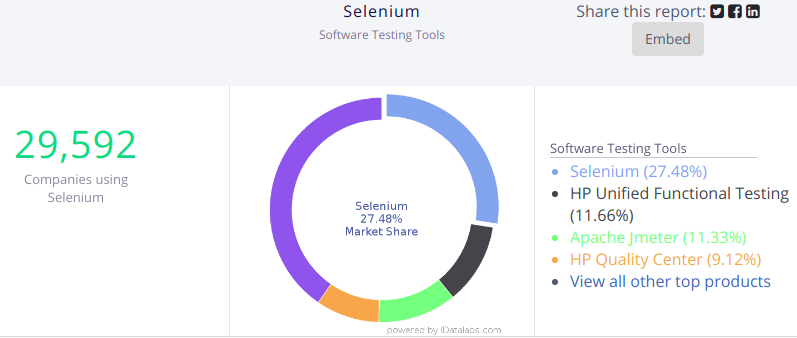 Selenium
Software Testing Tools
Share this report:
Embed
29,592
Companies using
Selenium
Selenium
27.48%
Market Share
powered by iDatalabs.com
Software Testing Tools
Selenium (27.48%)
HP Unified Functional Testing
(11.66%)
Apache Jmeter (11.33%)
HP Quality Center (9.12%)
View all other top products